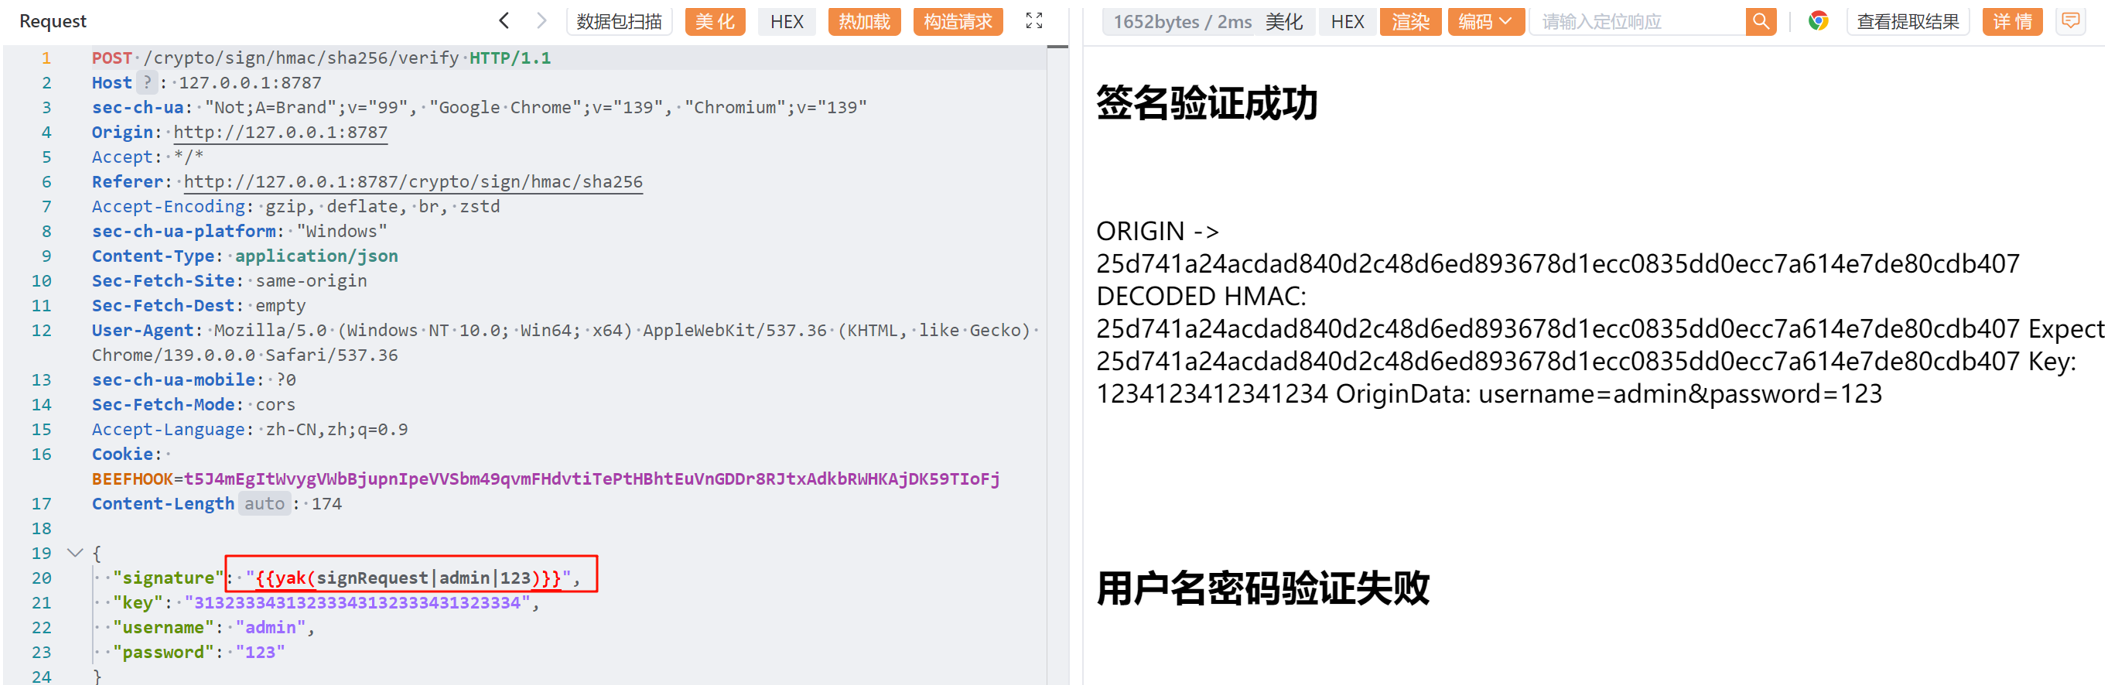 Request 数据包扫描 美化 HEX 热加载 构造请求
1652bytes / 2ms 美化 HEX 渲染 编码 请输入定位响应 查看提取结果 详情
1 POST /crypto/sign/hmac/sha256/verify HTTP/1.1
2 Host ? : 127.0.0.1:8787
3 sec-ch-ua: "Not;A=Brand";v="99", "Google Chrome";v="139", "Chromium";v="139"
4 Origin: http://127.0.0.1:8787
5 Accept: */*
6 Referer: http://127.0.0.1:8787/crypto/sign/hmac/sha256
7 Accept-Encoding: gzip, deflate, br, zstd
8 sec-ch-ua-platform: "Windows"
9 Content-Type: application/json
10 Sec-Fetch-Site: same-origin
11 Sec-Fetch-Dest: empty
12 User-Agent: Mozilla/5.0 (Windows NT 10.0; Win64; x64) AppleWebKit/537.36 (KHTML, like Gecko)
Chrome/139.0.0.0 Safari/537.36
13 sec-ch-ua-mobile: ?0
14 Sec-Fetch-Mode: cors
15 Accept-Language: zh-CN,zh;q=0.9
16 Cookie:
BEEFHOOK=t5J4mEgItWvygVWbBjupnIpeVVSbm49qvmFHdvtiTePtHBhtEuVnGDDr8RJtxAdkbRWHKAjDK59TIoFj
17 Content-Length auto : 174
18
19 {
20 "signature": "{{yak(signRequest|admin|123)}}",
21 "key": "31323334313233343132333431323334",
22 "username": "admin",
23 "password": "123"
24 }
签名验证成功
ORIGIN ->
25d741a24acdad840d2c48d6ed893678d1ecc0835dd0ecc7a614e7de80cdb407
DECODED HMAC:
25d741a24acdad840d2c48d6ed893678d1ecc0835dd0ecc7a614e7de80cdb407 Expect
25d741a24acdad840d2c48d6ed893678d1ecc0835dd0ecc7a614e7de80cdb407 Key:
1234123412341234 OriginData: username=admin&password=123
用户名密码验证失败